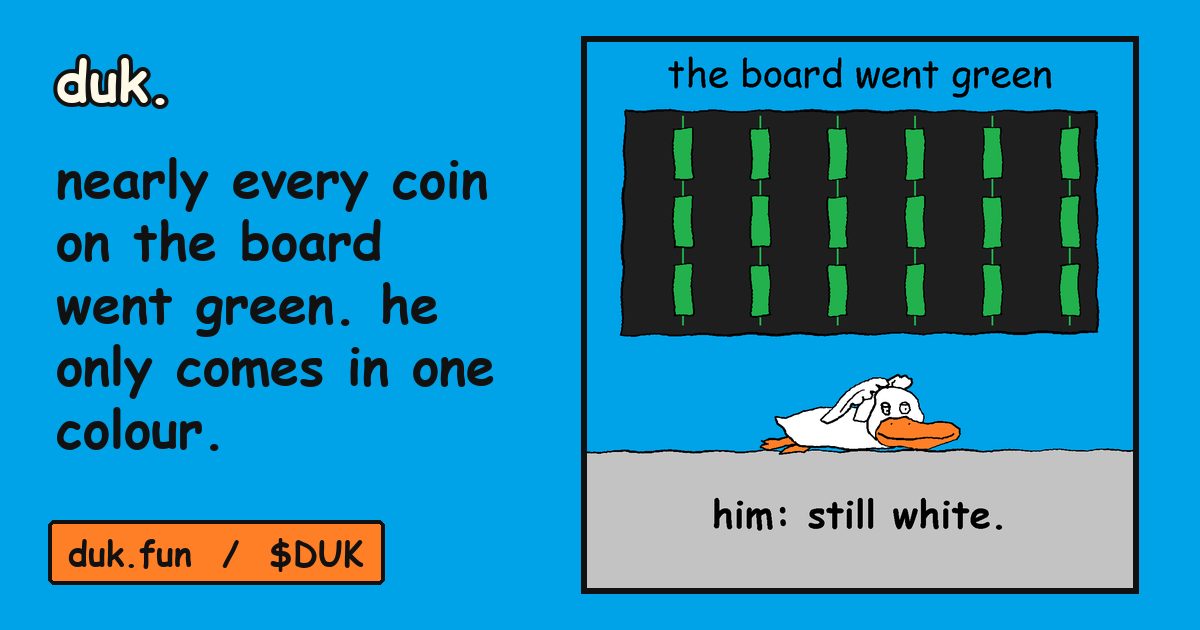 duk.
nearly every coin
on the board
went green. he
only comes in one
colour.
duk.fun / $DUK
the board went green
him: still white.